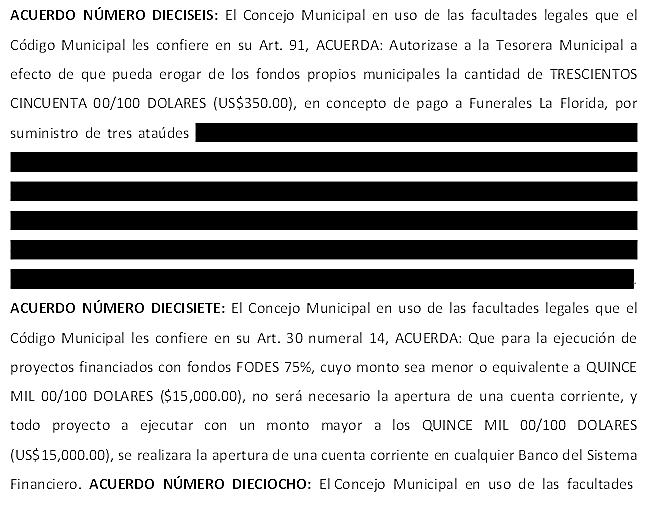 ACUERDO NÚMERO DIECISEIS: El Concejo Municipal en uso de las facultades legales que el
Código Municipal les confiere en su Art. 91, ACUERDA: Autorizase a la Tesorera Municipal a
efecto de que pueda erogar de los fondos propios municipales la cantidad de TRESCIENTOS
CINCUENTA 00/100 DOLARES (US$350.00), en concepto de pago a Funerales La Florida, por
suministro de tres ataúdes
ACUERDO NÚMERO DIECISIETE: El Concejo Municipal en uso de las facultades legales que el
Código Municipal les confiere en su Art. 30 numeral 14, ACUERDA: Que para la ejecución de
proyectos financiados con fondos FODES 75%, cuyo monto sea menor o equivalente a QUINCE
MIL 00/100 DOLARES ($15,000.00), no será necesario la apertura de una cuenta corriente, y
todo proyecto a ejecutar con un monto mayor a los QUINCE MIL 00/100 DOLARES
(US$15,000.00), se realizara la apertura de una cuenta corriente en cualquier Banco del Sistema
Financiero. ACUERDO NÚMERO DIECIOCHO: El Concejo Municipal en uso de las facultades